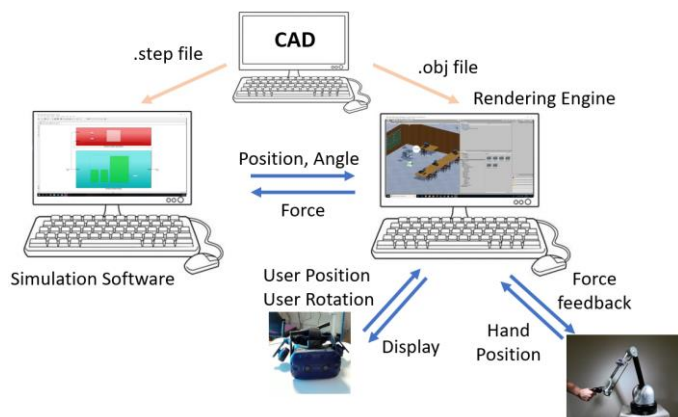 CAD
.step file
.obj file
Rendering Engine
Position, Angle
Force
Simulation Software
User Position
User Rotation
Display
Force
feedback
Hand
Position